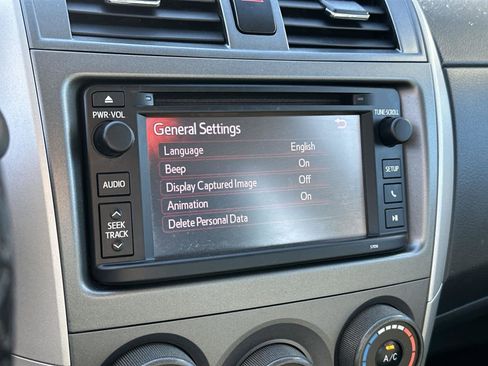 PWR•VOL
TUNE•SCROLL
General Settings
Language English
Beep On
Display Captured Image Off
Animation On
Delete Personal Data
AUDIO
SETUP
SEEK
TRACK
57106
A/C